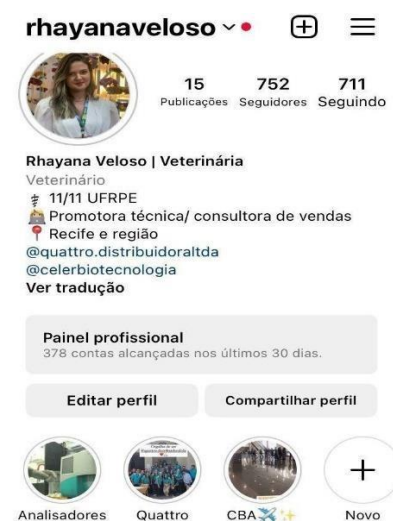 rhayanaveloso
15 752 711
Publicações Seguidores Seguindo
Rhayana Veloso | Veterinária
Veterinário
11/11 UFRPE
Promotora técnica/ consultora de vendas
Recife e região
@quattro.distribuidoraltda
@celerbiotecnologia
Ver tradução
Painel profissional
378 contas alcançadas nos últimos 30 dias.
Editar perfil Compartilhar perfil
Analisadores Quattro CBA Novo